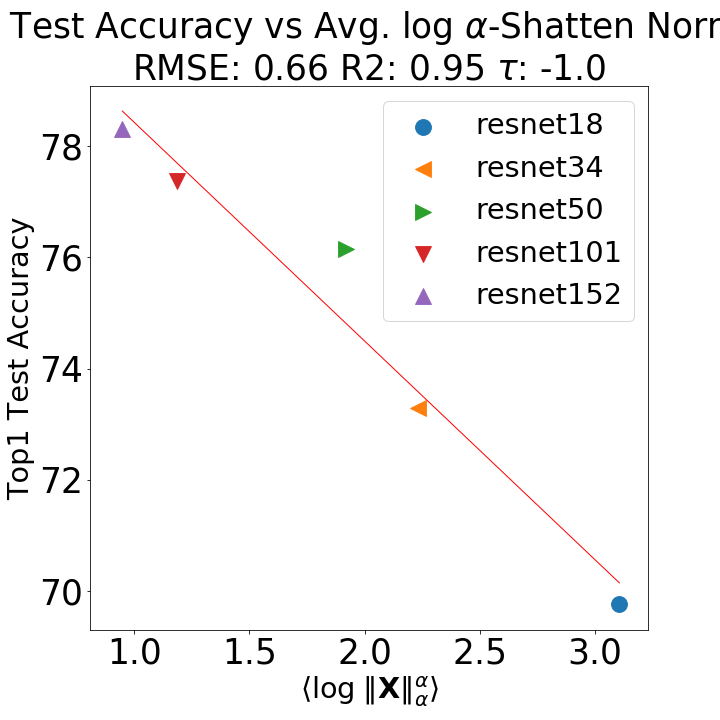 Test Accuracy vs Avg. log α-Shatten Norr
RMSE: 0.66 R2: 0.95 τ: -1.0
resnet18
resnet34
resnet50
resnet101
resnet152
Top1 Test Accuracy
78
76
74
72
70
1.0 1.5 2.0 2.5 3.0
⟨log ‖X‖αα⟩